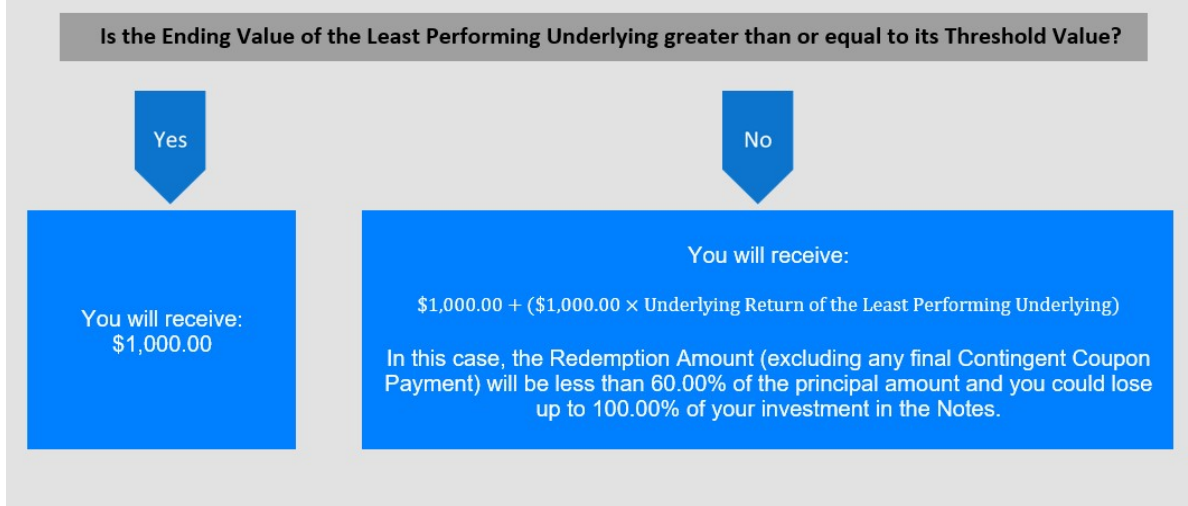 Is the Ending Value of the Least Performing Underlying greater than or equal to its Threshold Value?
Yes
No
You will receive:
$1,000.00
You will receive:
$1,000.00 + ($1,000.00 × Underlying Return of the Least Performing Underlying)
In this case, the Redemption Amount (excluding any final Contingent Coupon
Payment) will be less than 60.00% of the principal amount and you could lose
up to 100.00% of your investment in the Notes.